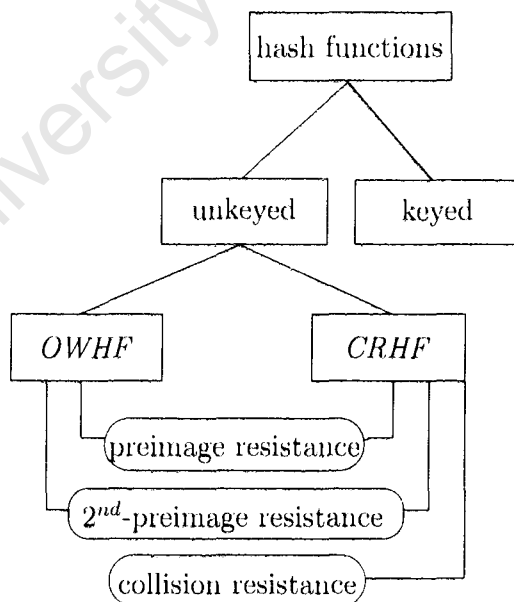 hash functions
unkeyed
keyed
OWHF
CRHF
preimage resistance
2nd-preimage resistance
collision resistance